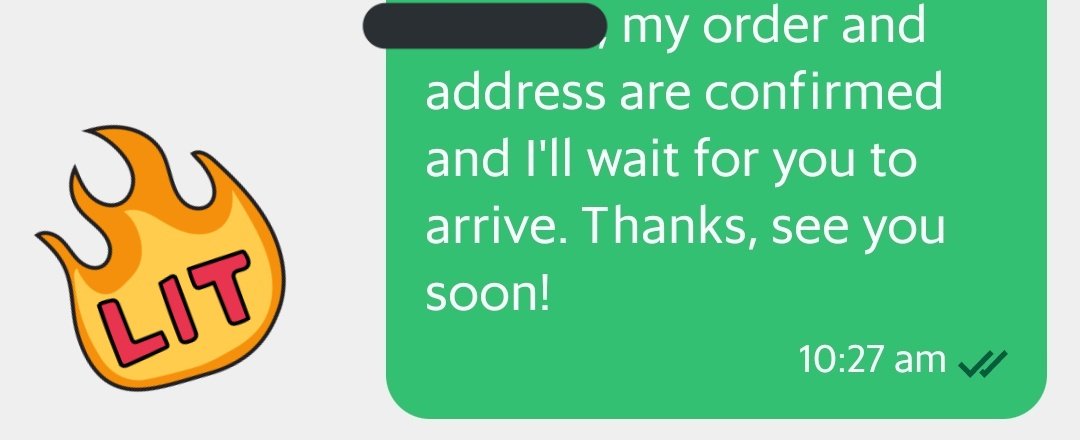 , my order and
address are confirmed
and I'll wait for you to
arrive. Thanks, see you
soon!
10:27 am
LIT